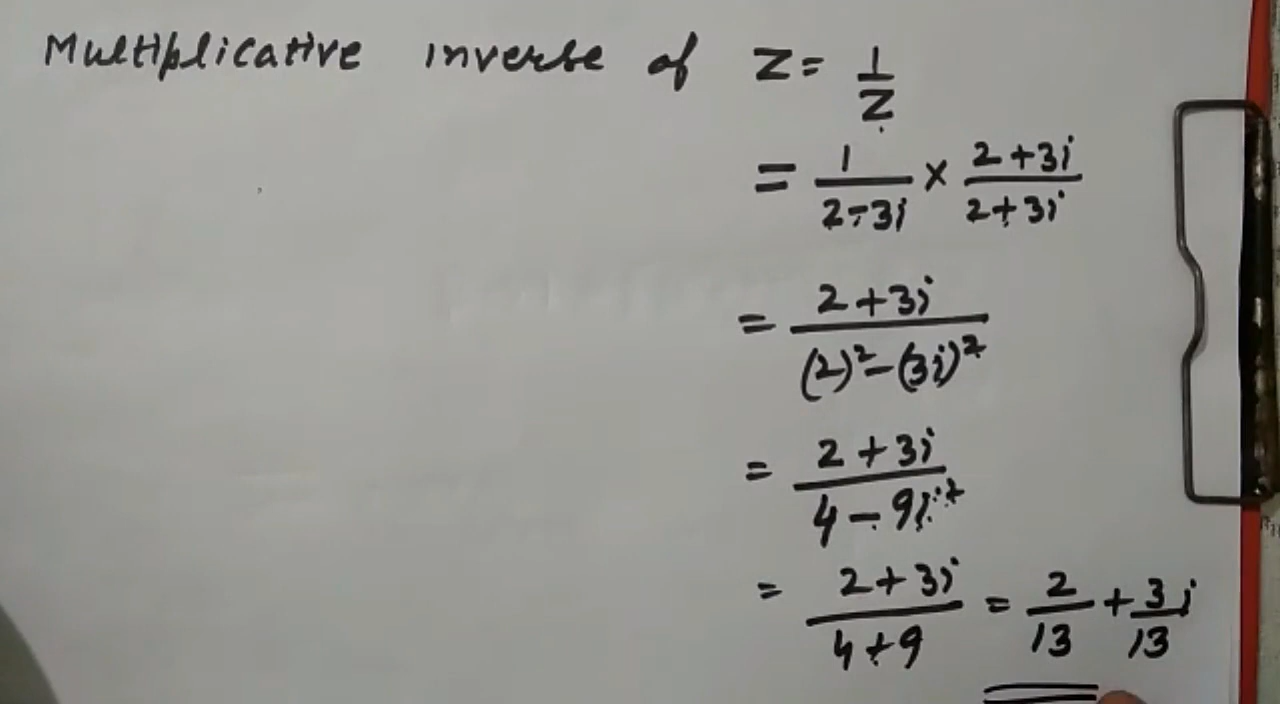 Multiplicative inverse of z = 1/z
= 1/(2-3i) × (2+3i)/(2+3i)
= (2+3i)/((2)²-(3i)²)
= (2+3i)/(4-9i²)
= (2+3i)/(4+9) = 2/13 + 3i/13